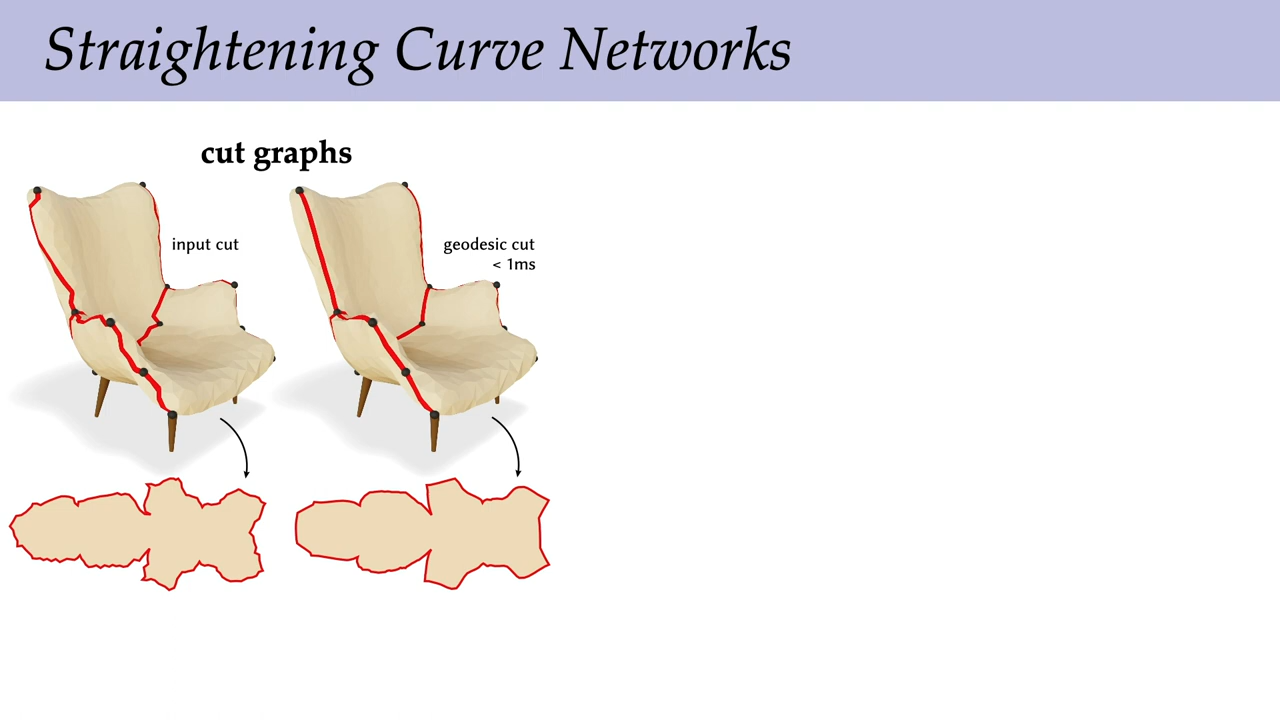 Straightening Curve Networks
cut graphs
input cut
geodesic cut
< 1ms